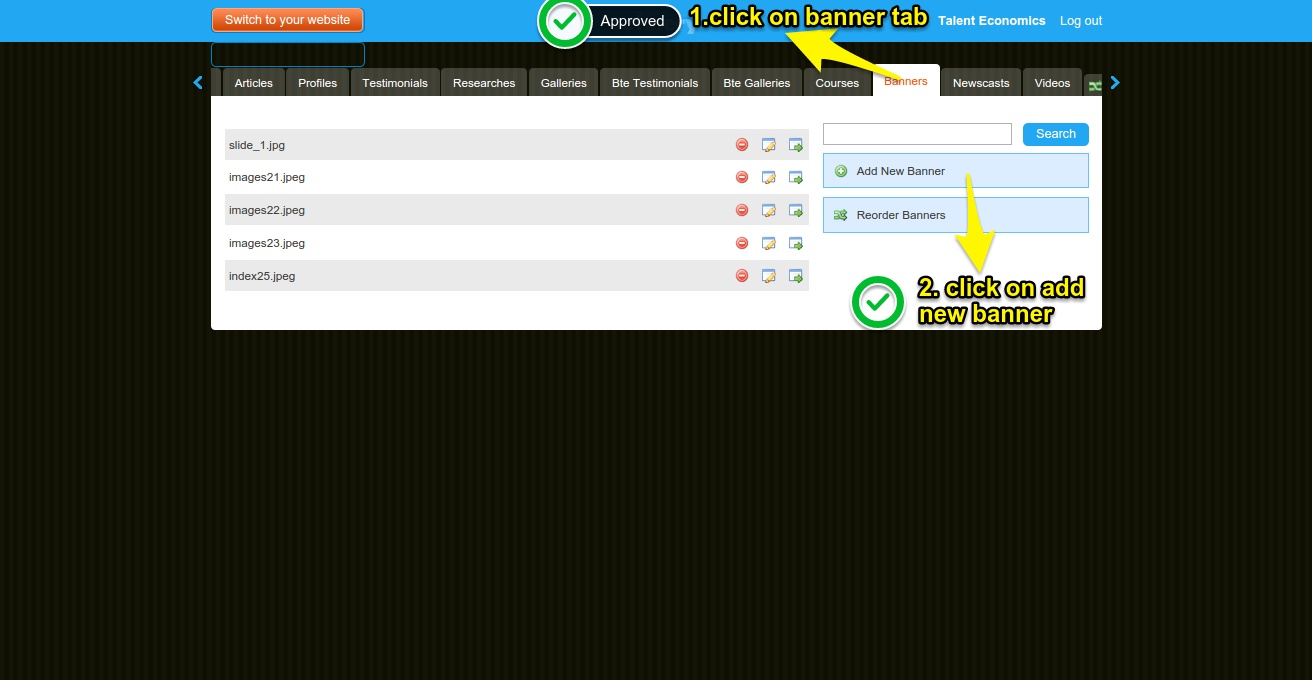 Switch to your website
Approved
1.click on banner tab
Talent Economics
Log out
Articles
Profiles
Testimonials
Researches
Galleries
Bte Testimonials
Bte Galleries
Courses
Banners
Newscasts
Videos
slide_1.jpg
images21.jpeg
images22.jpeg
images23.jpeg
index25.jpeg
Search
Add New Banner
Reorder Banners
2. click on add
new banner